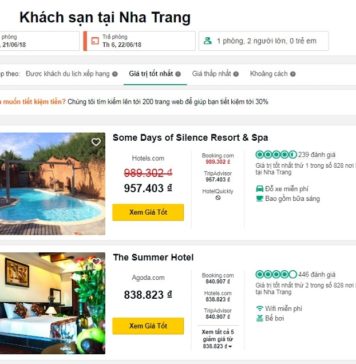 Khách sạn tại Nha Trang
phòng
, 21/06/18
Trả phòng
Th 6, 22/06/18
1 phòng, 2 người lớn, 0 trẻ em
p theo:
Được khách du lịch xếp hạng
Giá trị tốt nhất
Giá thấp nhất
Khoảng cách
muốn tiết kiệm tiền? Chúng tôi tìm kiếm lên tới 200 trang web để giúp bạn tiết kiệm tới 30%
Some Days of Silence Resort & Spa
Hotels.com
989.302 ₫
957.403 ₫
Xem Giá Tốt
Booking.com
989.302 ₫
TripAdvisor
957.403 ₫
HotelQuickly
239 đánh giá
Giá trị tốt nhất thứ 1 trong số 828 nơi
tại Nha Trang
Đỗ xe miễn phí
Bao gồm bữa sáng
The Summer Hotel
Agoda.com
838.823 ₫
Xem Giá Tốt
Booking.com
840.907 ₫
Hotels.com
838.823 ₫
TripAdvisor
840.907 ₫
Xem tất cả 5
giảm giá từ
838.823 ₫
446 đánh giá
Giá trị tốt nhất thứ 2 trong số 828 nơi
tại Nha Trang
Wifi miễn phí
Bể bơi